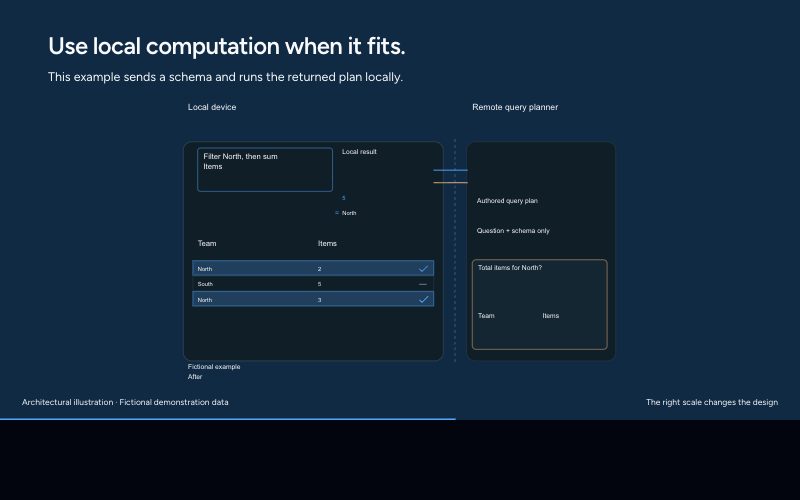 Use local computation when it fits.
This example sends a schema and runs the returned plan locally.
Local device
Remote query planner
Filter North, then sum
Items
Local result
5
= North
Authored query plan
Question + schema only
Team Items
North 2
South 5
North 3
Total items for North?
Team Items
Fictional example
After
Architectural illustration · Fictional demonstration data
The right scale changes the design